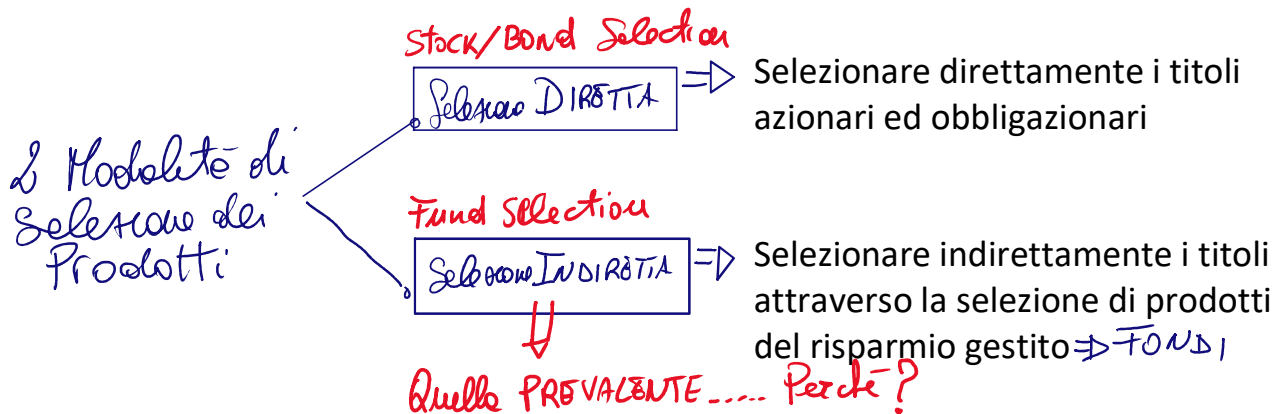 Stock/Bond Selection
Selezione DIRETTA
Selezionare direttamente i titoli
azionari ed obbligazionari
2 Modalità di
Selezione dei
Prodotti
Fund Selection
Selezione INDIRETTA
Selezionare indirettamente i titoli
attraverso la selezione di prodotti
del risparmio gestito => FONDI
Quella PREVALENTE..... Perché?